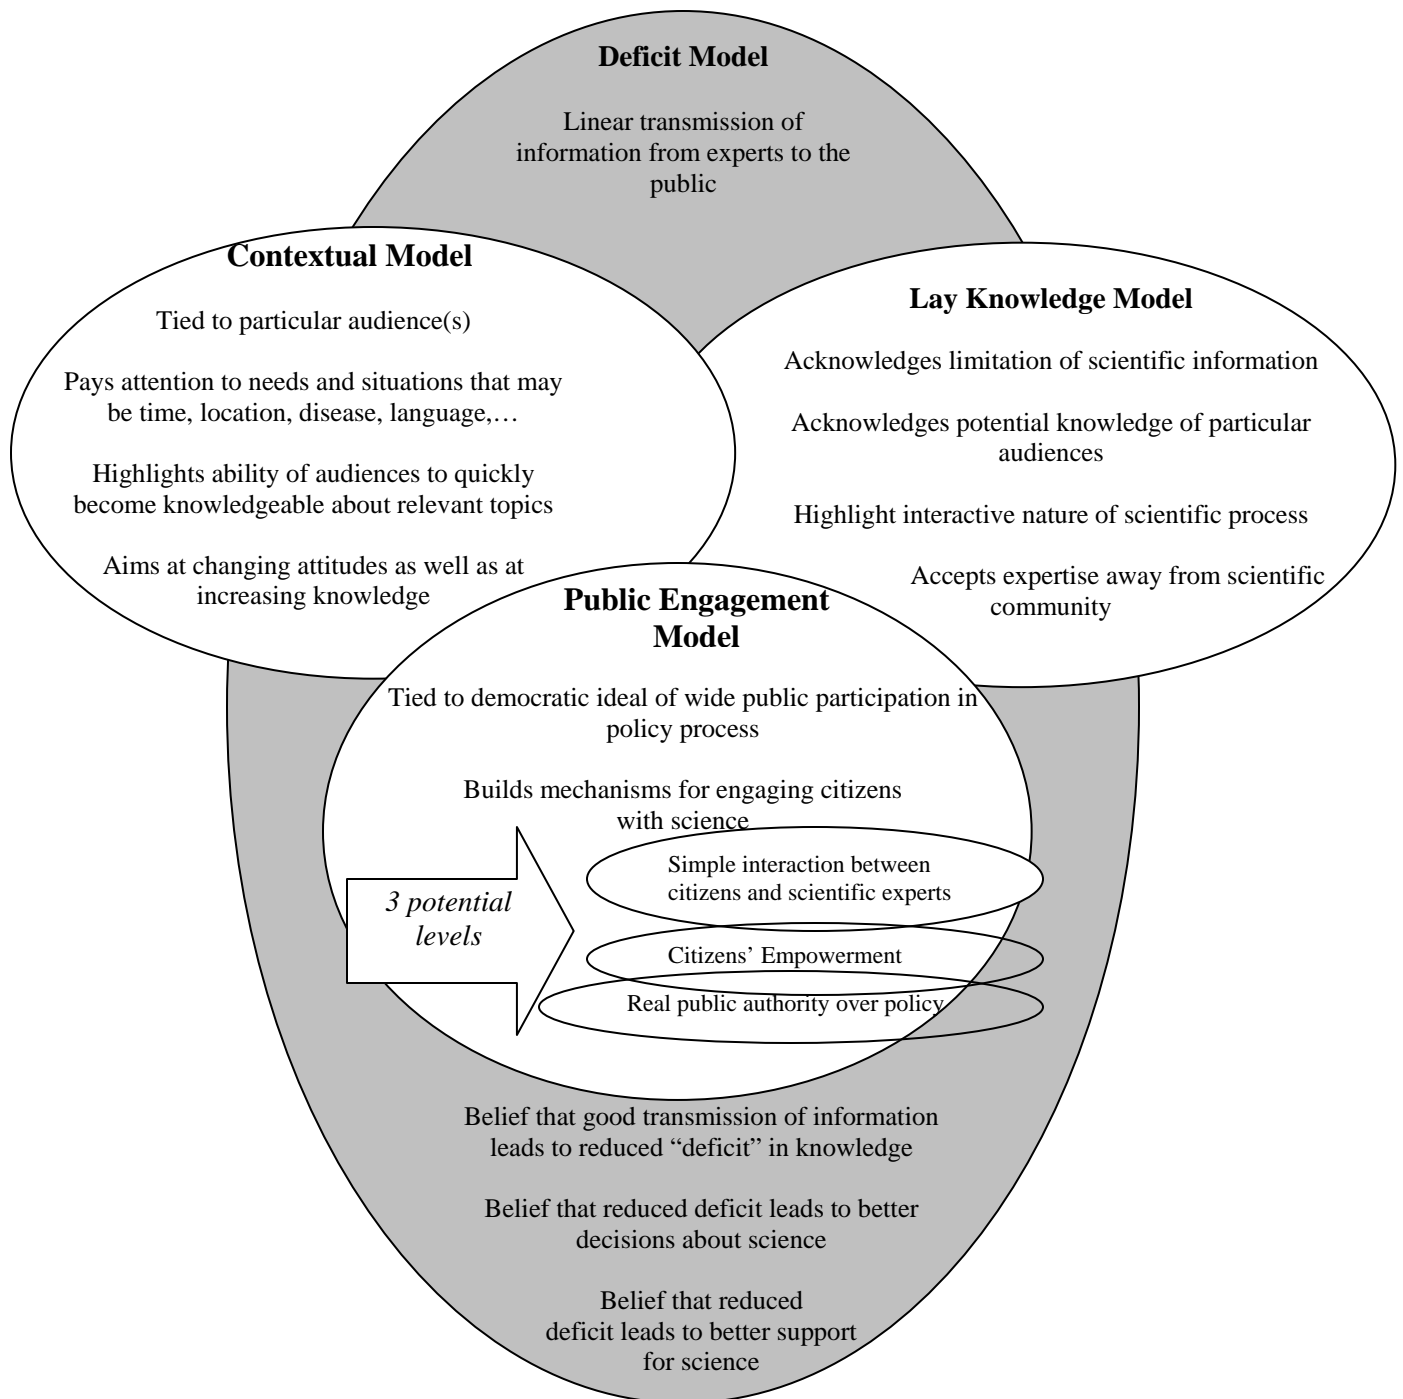 Deficit Model
Linear transmission of
information from experts to the
public
Contextual Model
Tied to particular audience(s)
Pays attention to needs and situations that may
be time, location, disease, language,…
Highlights ability of audiences to quickly
become knowledgeable about relevant topics
Aims at changing attitudes as well as at
increasing knowledge
Lay Knowledge Model
Acknowledges limitation of scientific information
Acknowledges potential knowledge of particular
audiences
Highlight interactive nature of scientific process
Accepts expertise away from scientific
community
Public Engagement
Model
Tied to democratic ideal of wide public participation in
policy process
Builds mechanisms for engaging citizens
with science
3 potential
levels
Simple interaction between
citizens and scientific experts
Citizens’ Empowerment
Real public authority over policy
Belief that good transmission of information
leads to reduced “deficit” in knowledge
Belief that reduced deficit leads to better
decisions about science
Belief that reduced
deficit leads to better support
for science